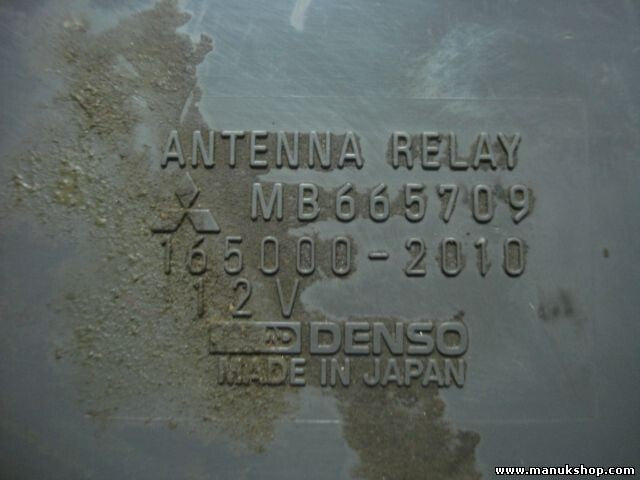 ANTENNA RELAY
MB665709
165000-2010
12V
DENSO
MADE IN JAPAN
www.manukshop.com